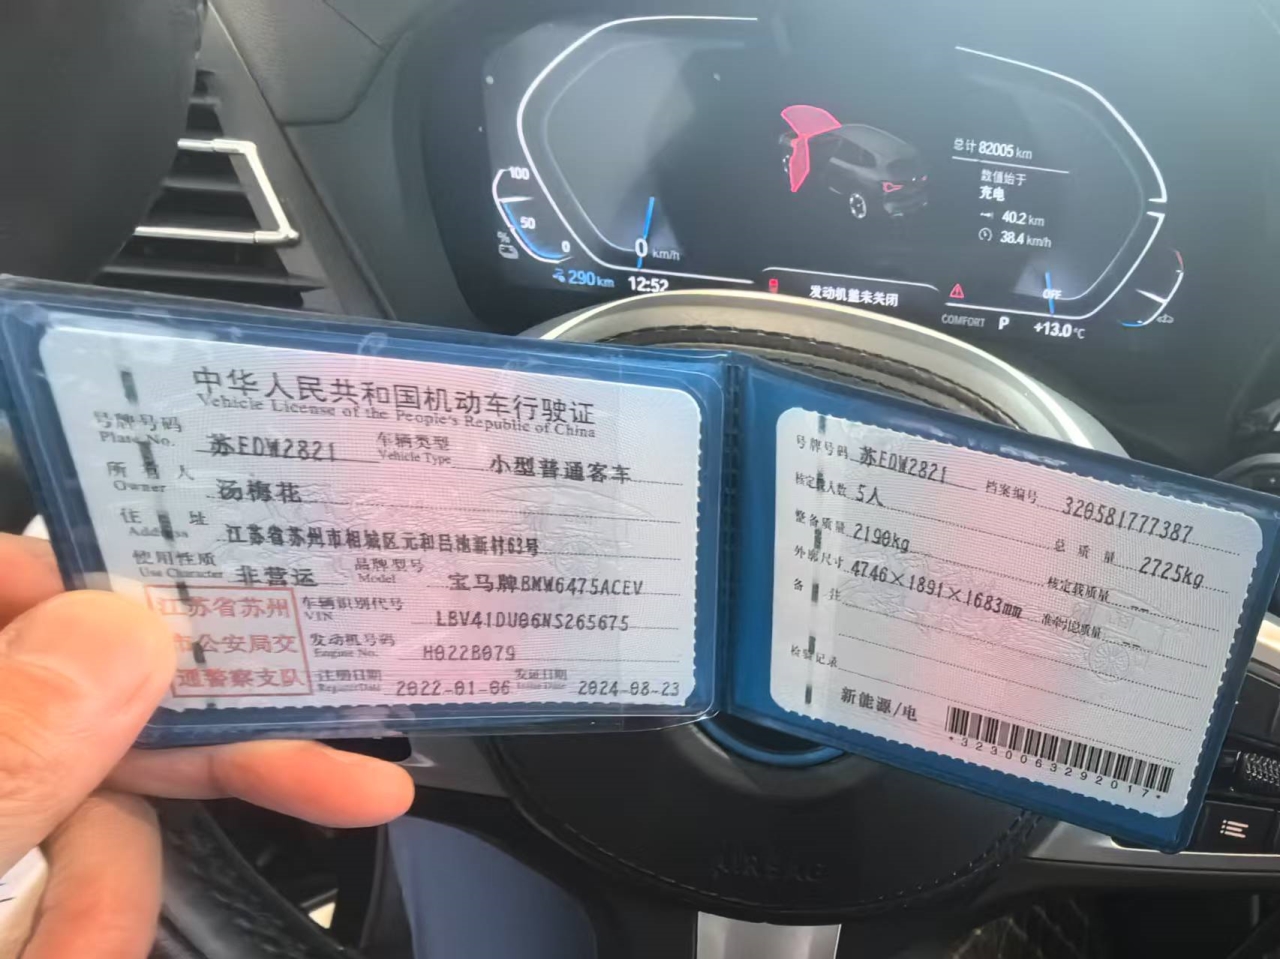 100
50
0
%
290 km
12:52
0 km/h
总计 82005 km
数值始于
充电
40.2 km
38.4 km/h
发动机盖未关闭
OFF
COMFORT P +13.0 °C
中华人民共和国机动车行驶证
Vehicle License of the People's Republic of China
号牌号码 苏EDW2821 车辆类型 小型普通客车
Plate No. Vehicle Type
所有人 汤梅花
Owner
住址 江苏省苏州市相城区元和吕池新村63号
Address
使用性质 非营运 品牌型号 宝马牌BMW6475ACEV
Use Character Model
江苏省苏州
市公安局交
通警察支队
车辆识别代号 LBV41DU06NS265675
VIN
发动机号码 H022B079
Engine No.
注册日期 2022-01-06 发证日期 2024-08-23
Register Date Issue Date
号牌号码 苏EDW2821 档案编号 320581777387
核定载人数 5人 总质量 2725kg
整备质量 2190kg 核定载质量 --
外廓尺寸 4746×1891×1683mm 准牵引总质量 --
备注
检验记录
新能源/电
*3230063292017*
AIRBAG